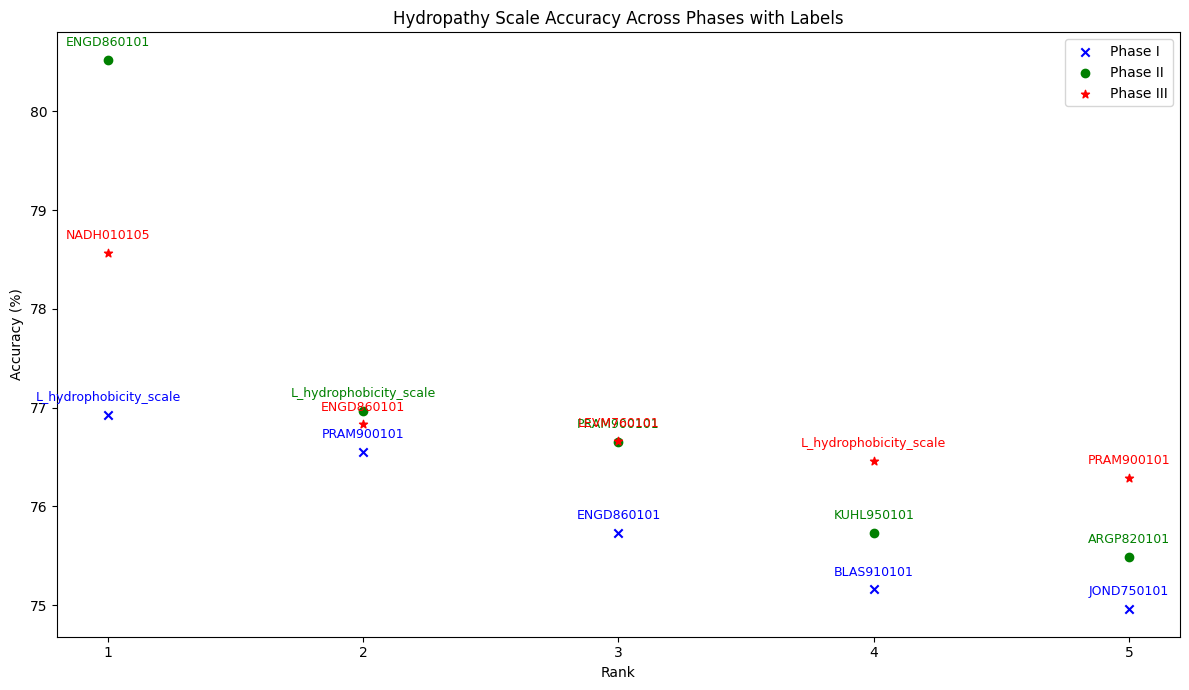 Hydropathy Scale Accuracy Across Phases with Labels
ENGD860101
Phase I
Phase II
Phase III
80
79
NADH010105
78
Accuracy (%)
L_hydrophobicity_scale
L_hydrophobicity_scale
77
ENGD860101
PRAM900101
LEVM760101
PRAM900101
L_hydrophobicity_scale
PRAM900101
76
ENGD860101
KUHL950101
ARGP820101
BLAS910101
JOND750101
75
1
2
3
4
5
Rank